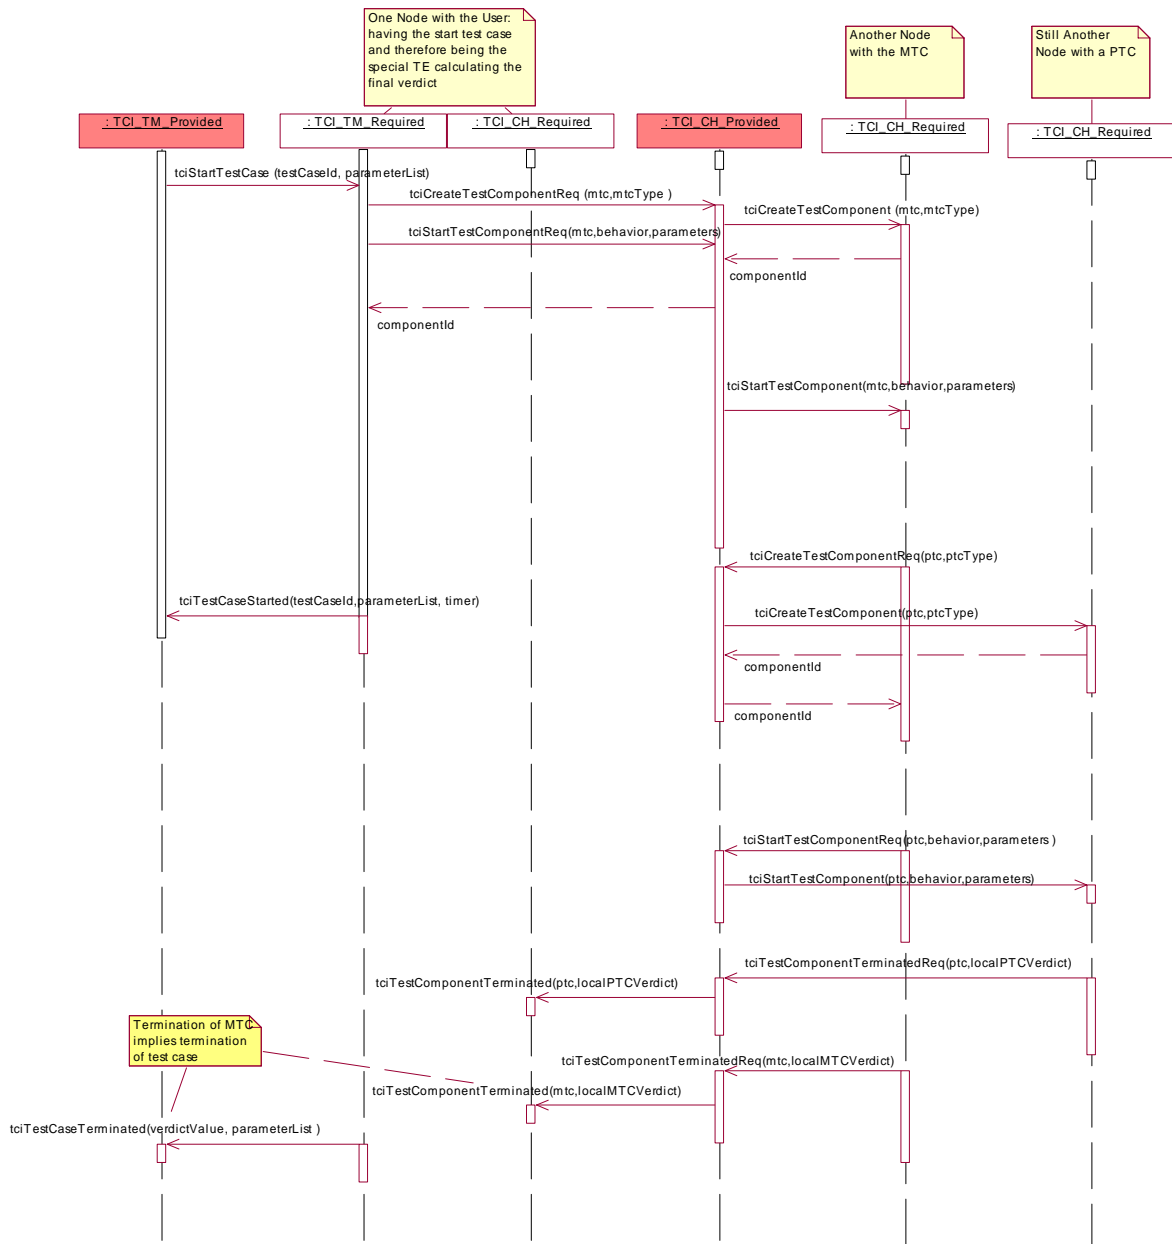 One Node with the User:
having the start test case
and therefore being the
special TE calculating the
final verdict
Another Node
with the MTC
Still Another
Node with a PTC
: TCI_TM_Provided
: TCI_TM_Required
: TCI_CH_Required
: TCI_CH_Provided
: TCI_CH_Required
: TCI_CH_Required
tciStartTestCase (testCaseId, parameterList)
tciCreateTestComponentReq (mtc,mtcType )
tciCreateTestComponent (mtc,mtcType)
tciStartTestComponentReq(mtc,behavior,parameters)
componentId
componentId
tciStartTestComponent(mtc,behavior,parameters)
tciCreateTestComponentReq(ptc,ptcType)
tciTestCaseStarted(testCaseId,parameterList, timer)
tciCreateTestComponent(ptc,ptcType)
componentId
componentId
tciStartTestComponentReq(ptc,behavior,parameters )
tciStartTestComponent(ptc,behavior,parameters)
tciTestComponentTerminatedReq(ptc,localPTCVerdict)
tciTestComponentTerminated(ptc,localPTCVerdict)
Termination of MTC
implies termination
of test case
tciTestComponentTerminatedReq(mtc,localMTCVerdict)
tciTestComponentTerminated(mtc,localMTCVerdict)
tciTestCaseTerminated(verdictValue, parameterList )